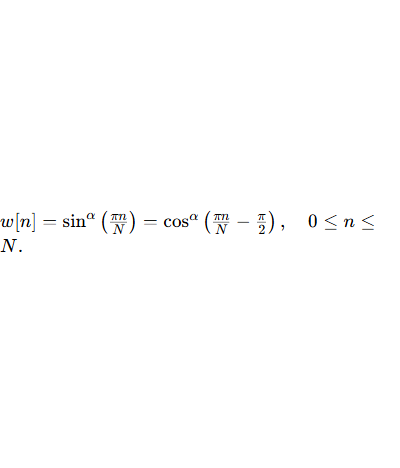 w[n] = sin^α (πn/N) = cos^α (πn/N − π/2), 0 ≤ n ≤
N.